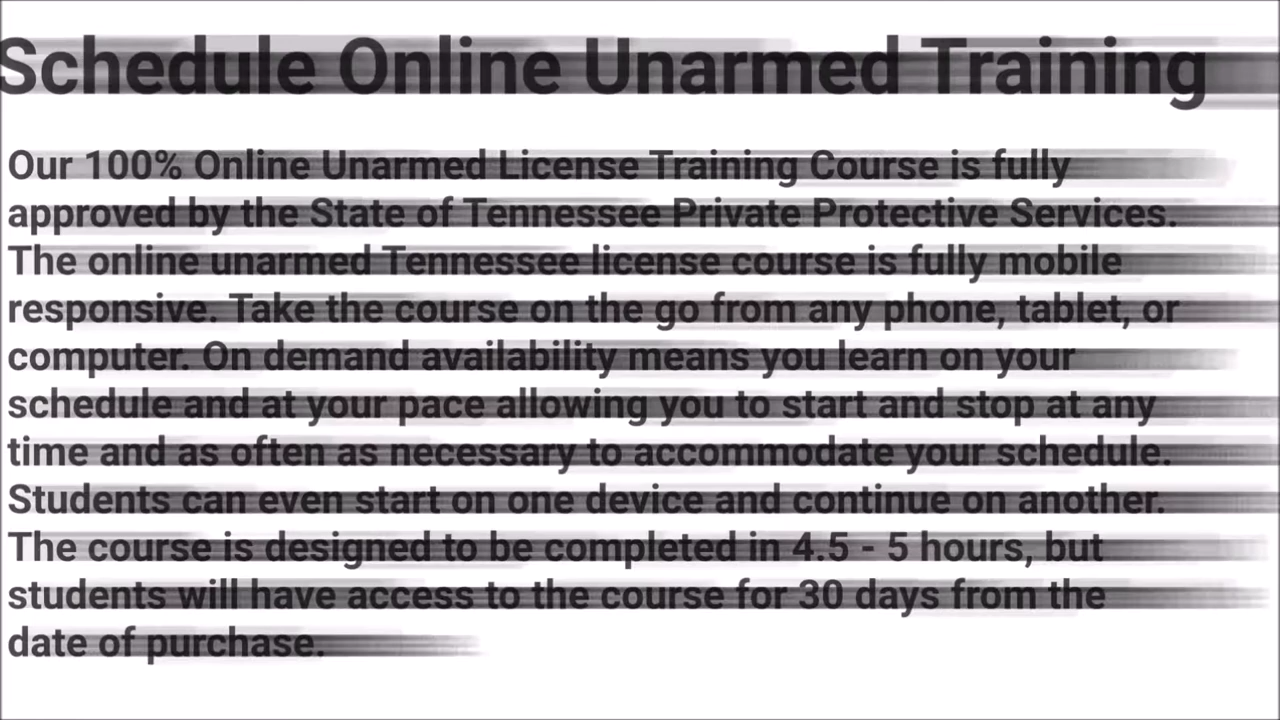 Schedule Online Unarmed Training
Our 100% Online Unarmed License Training Course is fully
approved by the State of Tennessee Private Protective Services.
The online unarmed Tennessee license course is fully mobile
responsive. Take the course on the go from any phone, tablet, or
computer. On demand availability means you learn on your
schedule and at your pace allowing you to start and stop at any
time and as often as necessary to accommodate your schedule.
Students can even start on one device and continue on another.
The course is designed to be completed in 4.5 - 5 hours, but
students will have access to the course for 30 days from the
date of purchase.